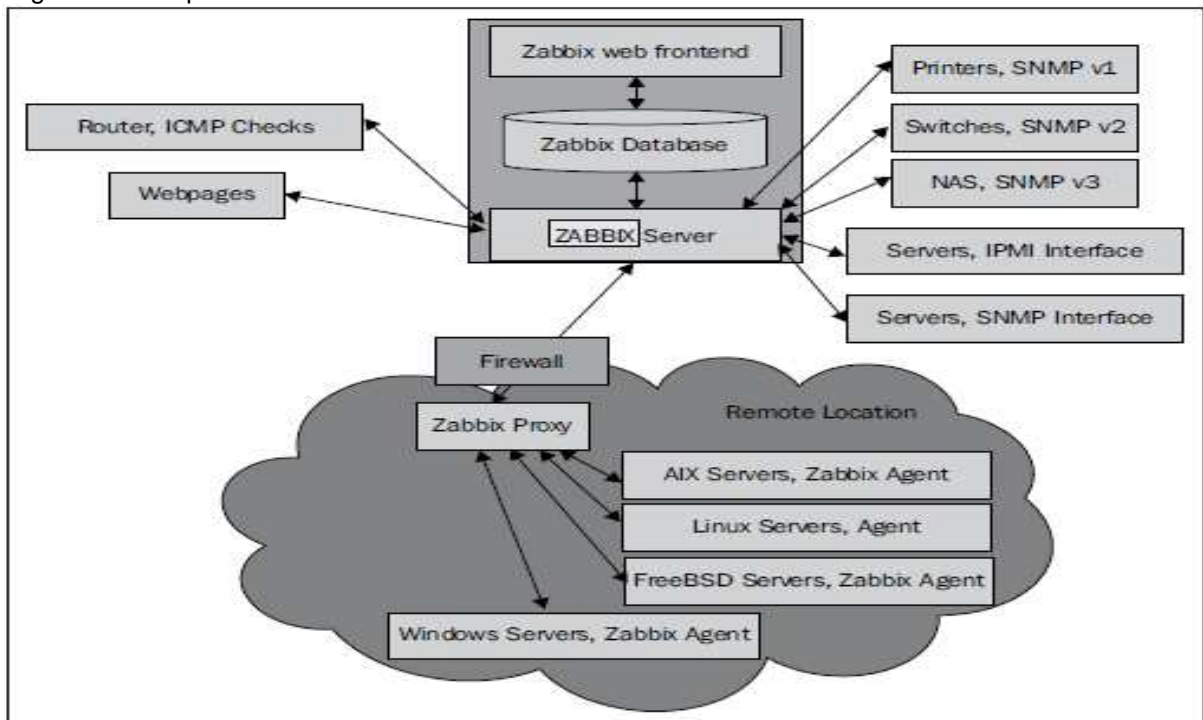 Zabbix web frontend
Zabbix Database
ZABBIX Server
Router, ICMP Checks
Webpages
Printers, SNMP v1
Switches, SNMP v2
NAS, SNMP v3
Servers, IPMI Interface
Servers, SNMP Interface
Firewall
Remote Location
Zabbix Proxy
AIX Servers, Zabbix Agent
Linux Servers, Agent
FreeBSD Servers, Zabbix Agent
Windows Servers, Zabbix Agent